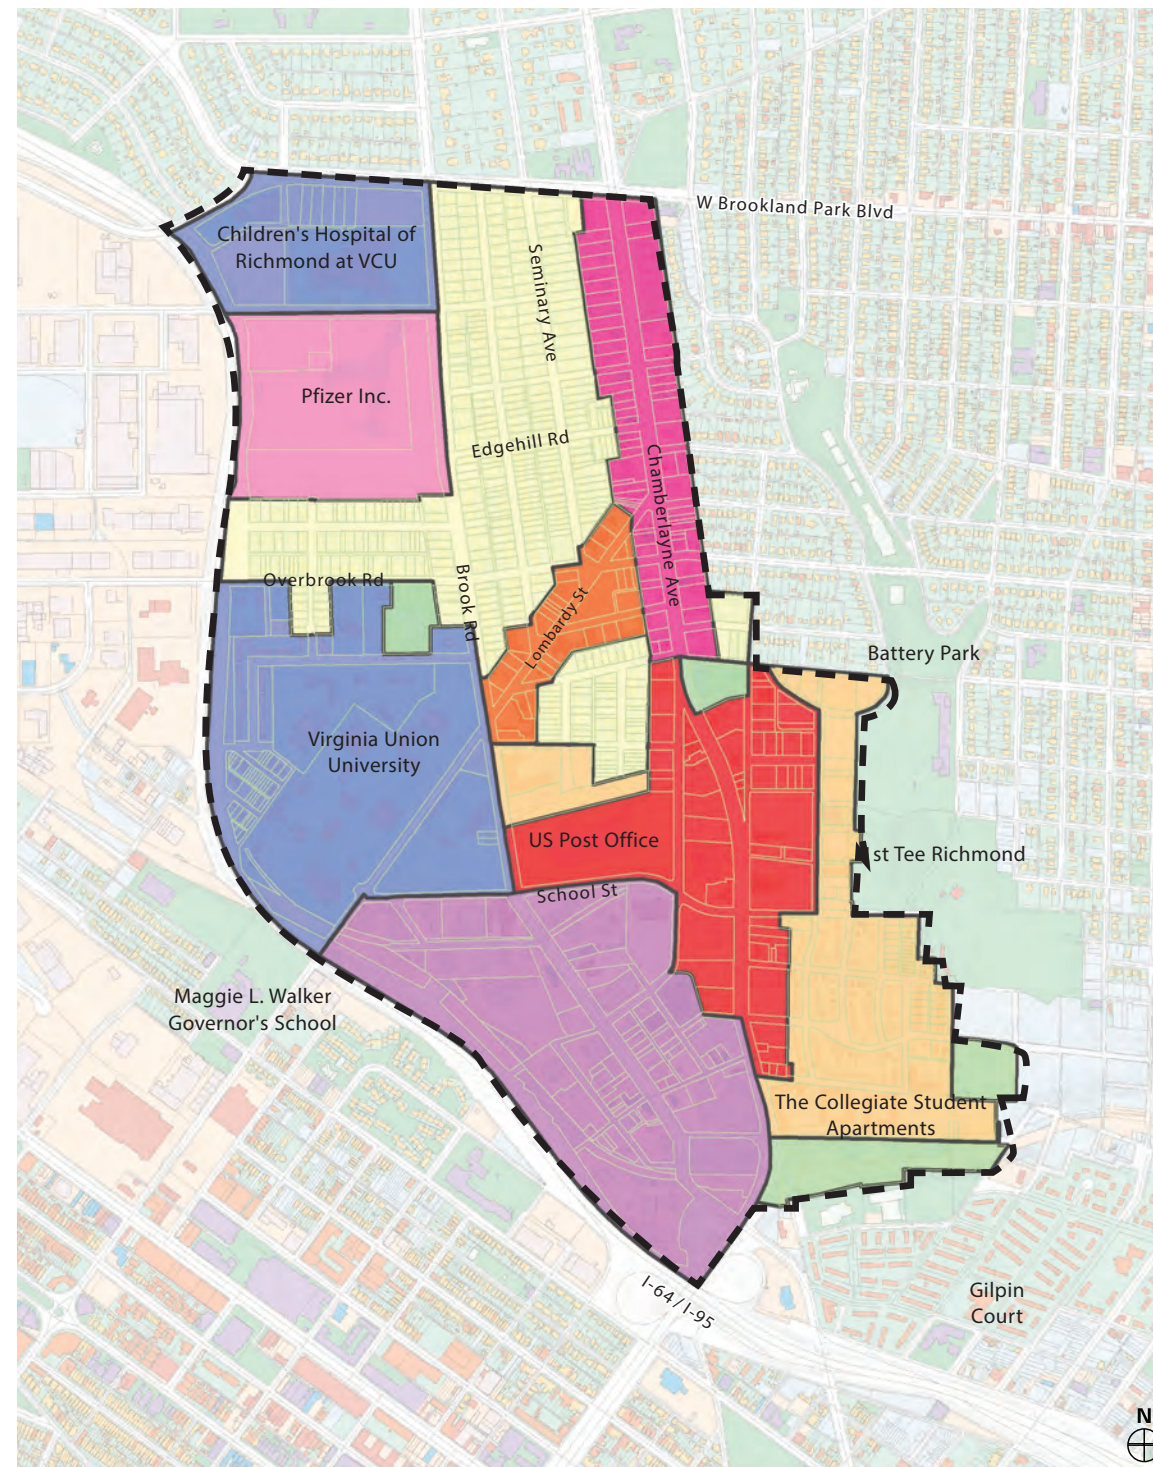 W Brookland Park Blvd
Children's Hospital of
Richmond at VCU
Seminary Ave
Pfizer Inc.
Edgehill Rd
Chamberlayne Ave
Overbrook Rd
Brook Rd
Lombardy St
Battery Park
Virginia Union
University
US Post Office
1st Tee Richmond
School St
Maggie L. Walker
Governor's School
The Collegiate Student
Apartments
I-64 / I-95
Gilpin
Court
N